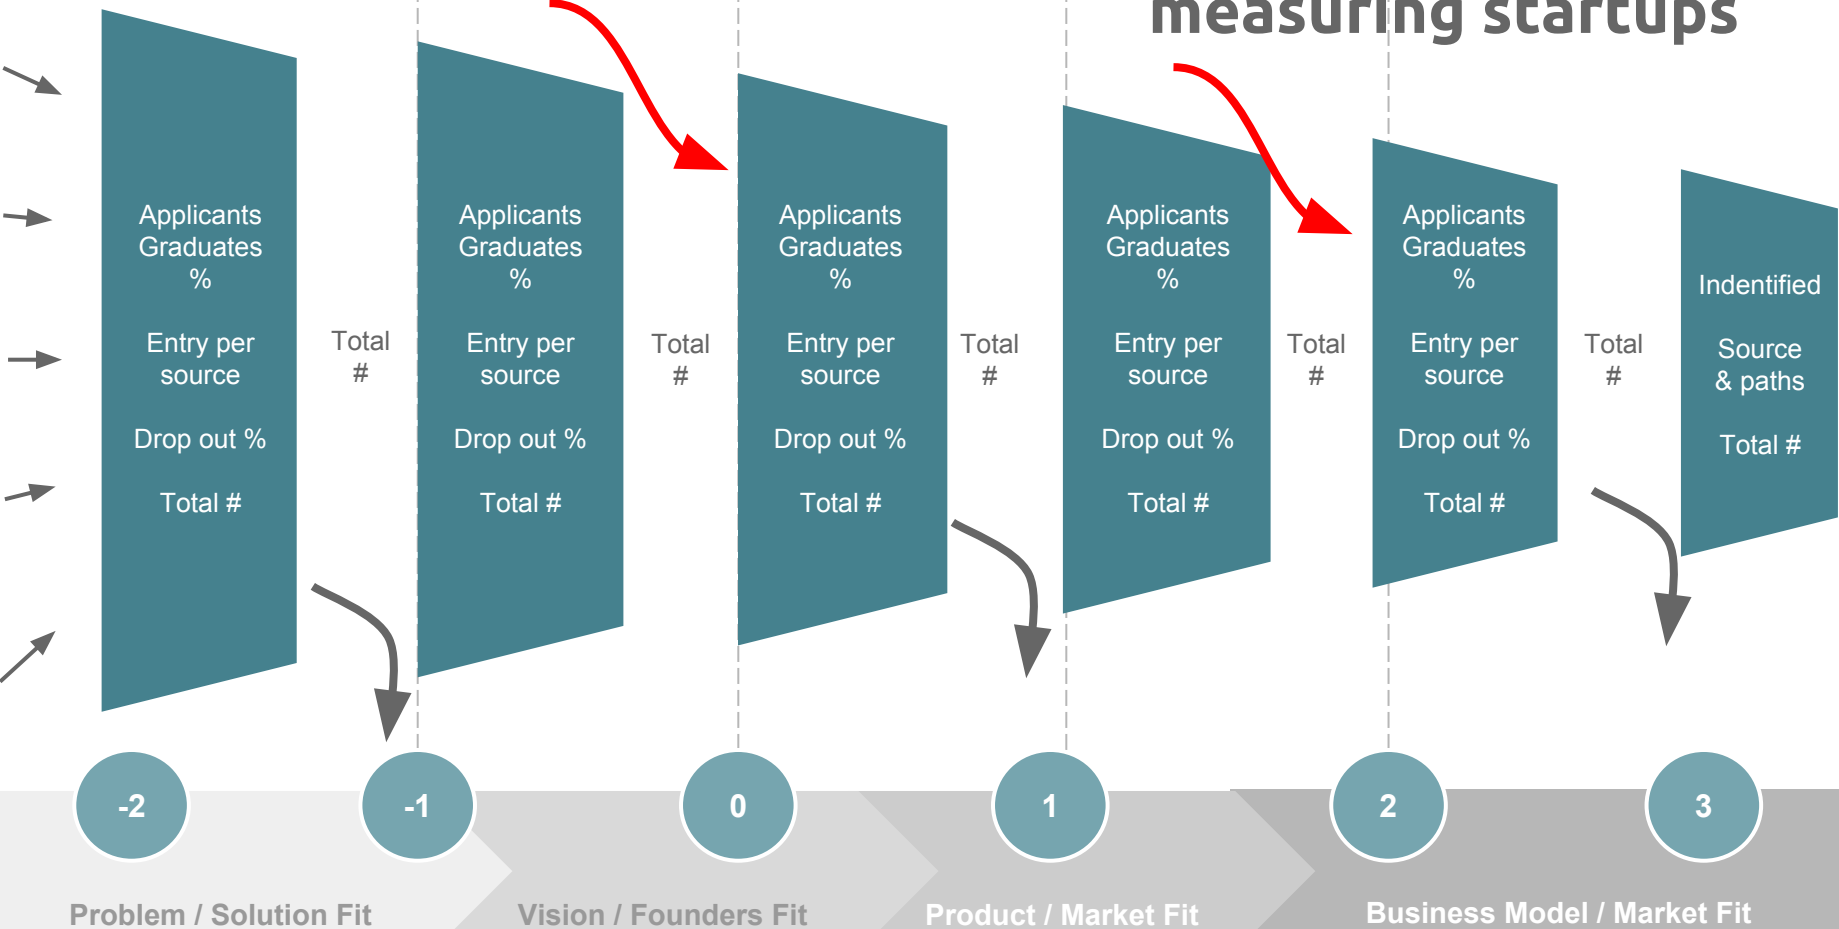 measuring startups
Applicants
Graduates
%
Entry per
source
Drop out %
Total #
Total
#
Applicants
Graduates
%
Entry per
source
Drop out %
Total #
Total
#
Applicants
Graduates
%
Entry per
source
Drop out %
Total #
Total
#
Applicants
Graduates
%
Entry per
source
Drop out %
Total #
Total
#
Applicants
Graduates
%
Entry per
source
Drop out %
Total #
Total
#
Indentified
Source
& paths
Total #
-2
-1
0
1
2
3
Problem / Solution Fit
Vision / Founders Fit
Product / Market Fit
Business Model / Market Fit